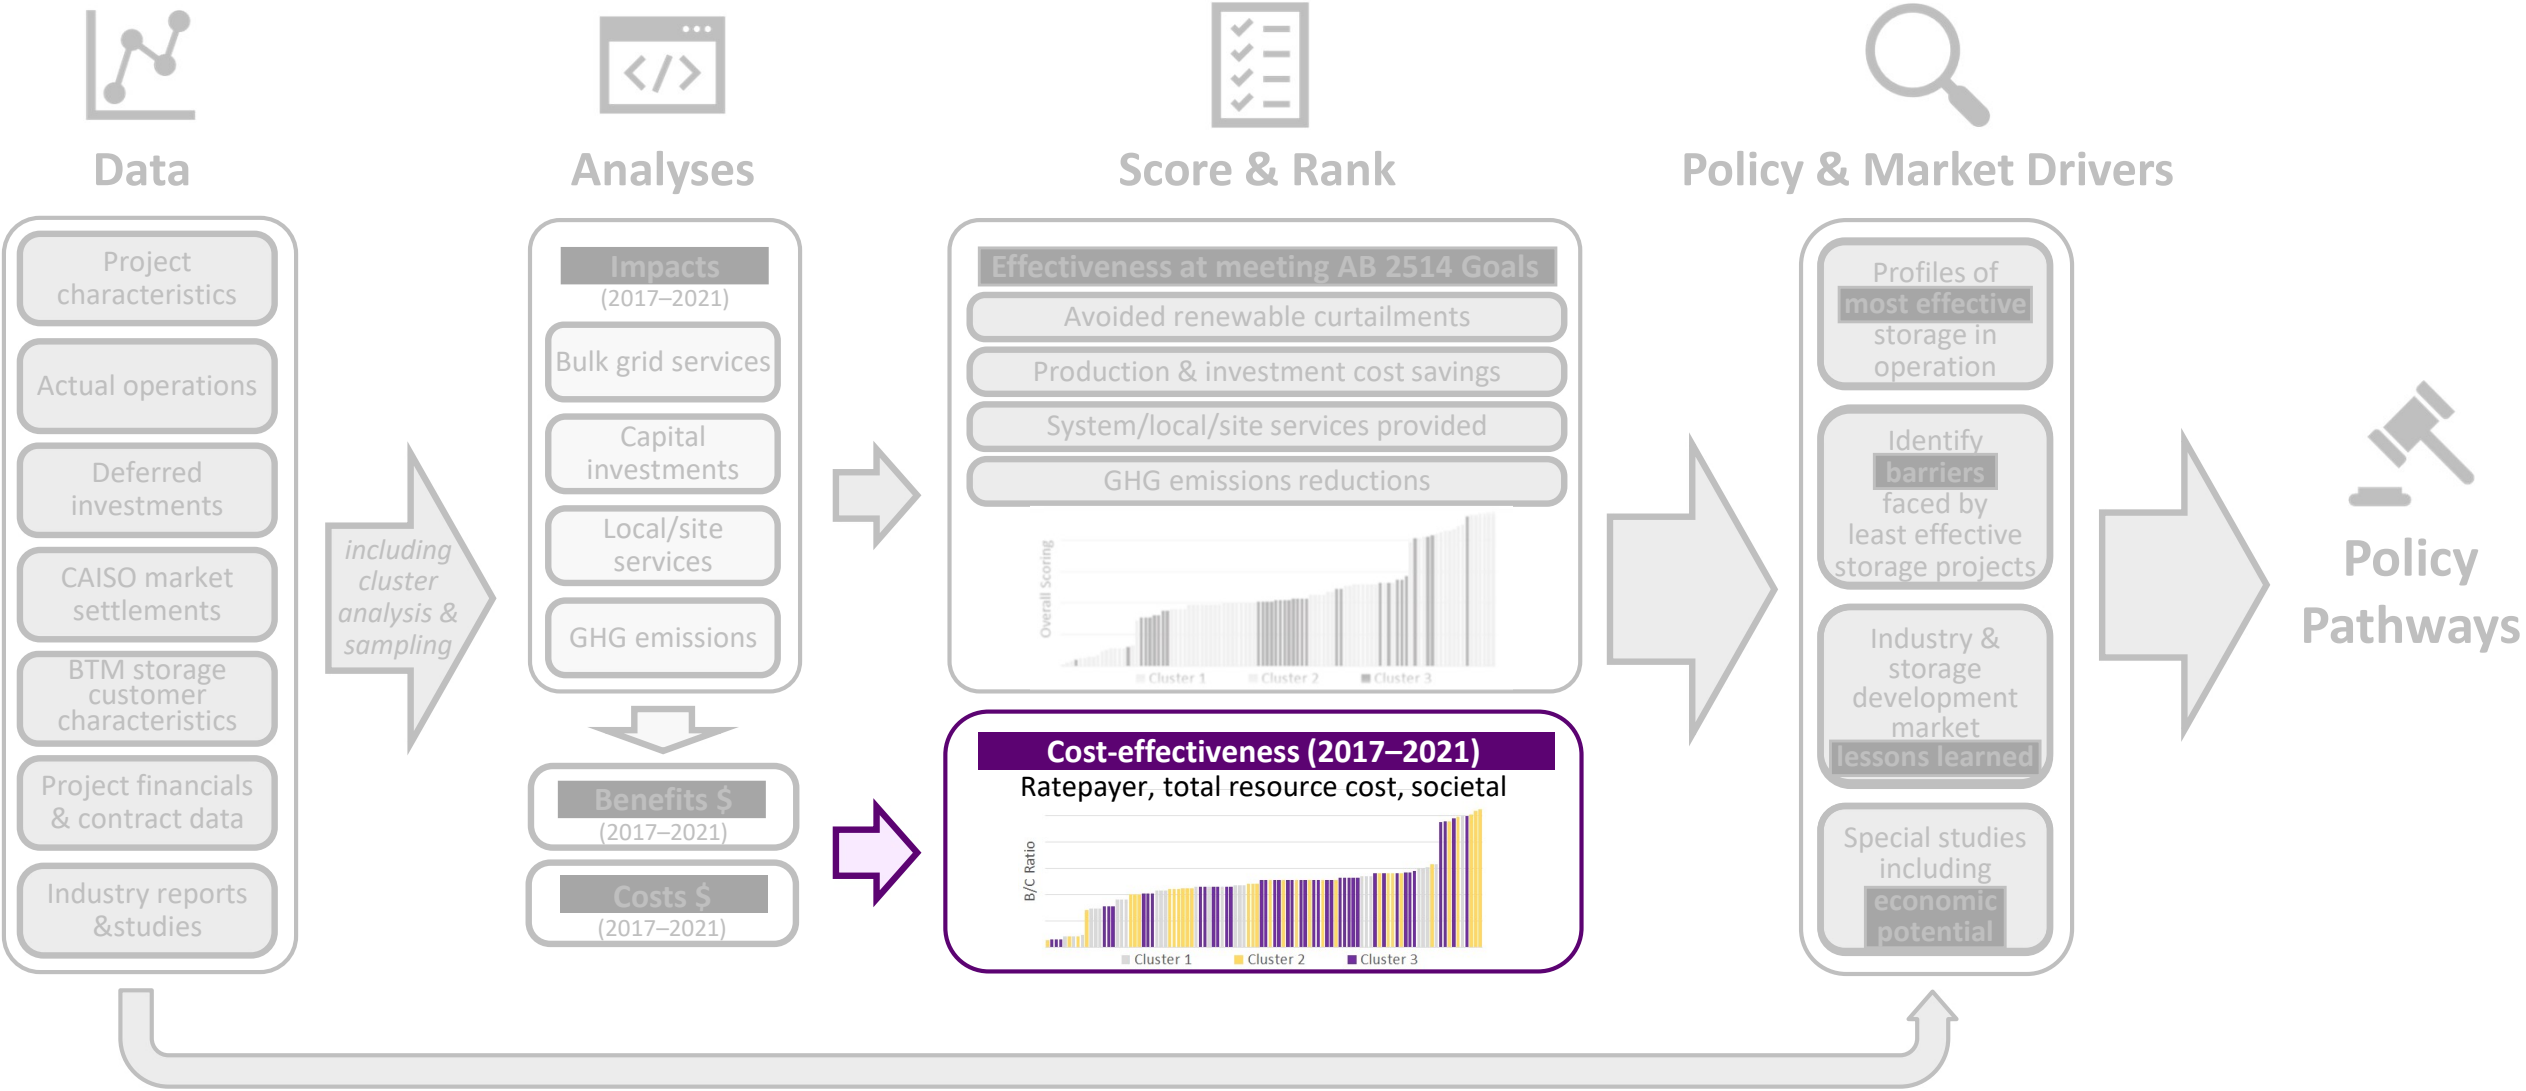 Data
Project
characteristics
Actual operations
Deferred
investments
CAISO market
settlements
BTM storage
customer
characteristics
Project financials
& contract data
Industry reports
&studies
including
cluster
analysis &
sampling
</>
Analyses
Impacts
(2017–2021)
Bulk grid services
Capital
investments
Local/site
services
GHG emissions
Benefits $
(2017–2021)
Costs $
(2017–2021)
Score & Rank
Effectiveness at meeting AB 2514 Goals
Avoided renewable curtailments
Production & investment cost savings
System/local/site services provided
GHG emissions reductions
Overall Scoring
Cluster 1
Cluster 2
Cluster 3
Cost-effectiveness (2017–2021)
Ratepayer, total resource cost, societal
B/C Ratio
Cluster 1
Cluster 2
Cluster 3
Policy & Market Drivers
Profiles of
most effective
storage in
operation
Identify
barriers
faced by
least effective
storage projects
Industry &
storage
development
market
lessons learned
Special studies
including
economic
potential
Policy
Pathways